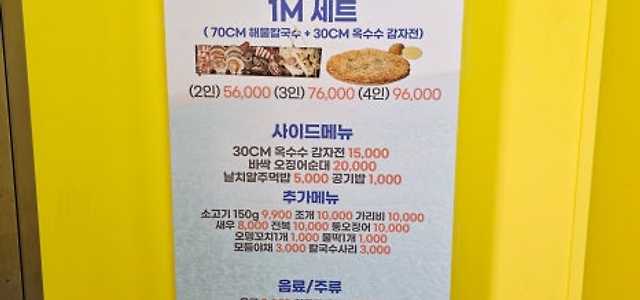 1M 세트
( 70CM 해물칼국수 + 30CM 옥수수 감자전)
(2인) 56,000 (3인) 76,000 (4인) 96,000
사이드메뉴
30CM 옥수수 감자전 15,000
바싹 오징어순대 20,000
날치알주먹밥 5,000 공기밥 1,000
추가메뉴
소고기 150g 9,900 조개 10,000 가리비 10,000
새우 8,000 전복 10,000 통오징어 10,000
오뎅꼬치1개 1,000 물떡1개 1,000
모듬야채 3,000 칼국수사리 3,000
음료/주류